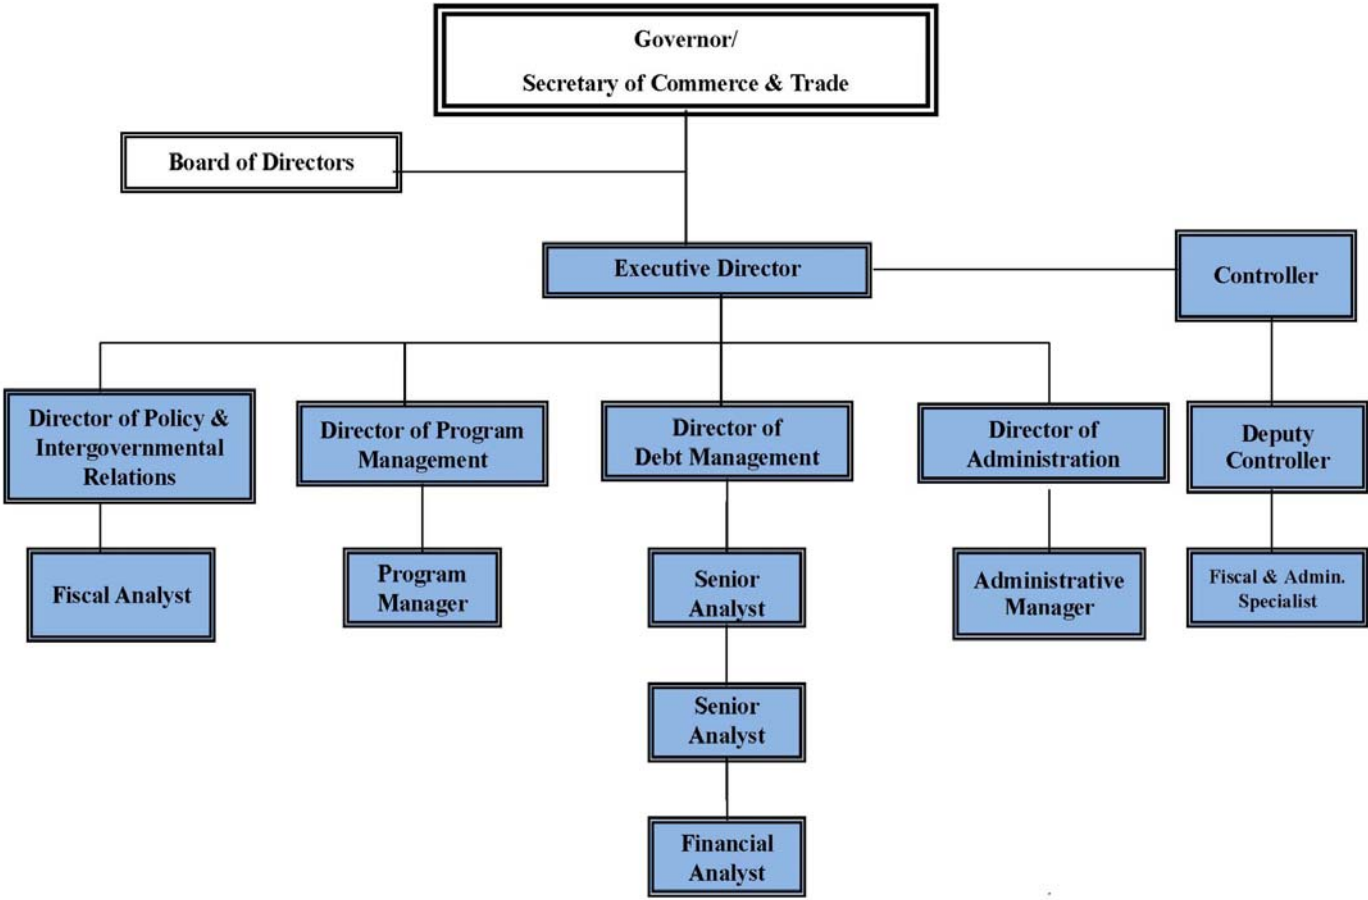 Governor/
Secretary of Commerce & Trade
Board of Directors
Executive Director
Controller
Director of Policy &
Intergovernmental
Relations
Director of Program
Management
Director of
Debt Management
Director of
Administration
Deputy
Controller
Fiscal Analyst
Program
Manager
Senior
Analyst
Administrative
Manager
Fiscal & Admin.
Specialist
Senior
Analyst
Financial
Analyst